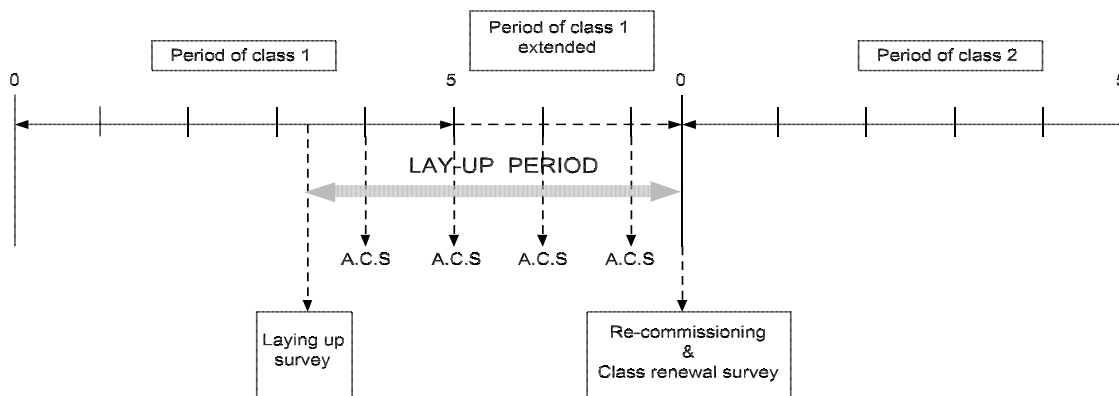 Period of class 1
Period of class 1
extended
Period of class 2
0
5
0
5
LAY-UP PERIOD
A.C.S
A.C.S
A.C.S
A.C.S
Laying up
survey
Re-commissioning
&
Class renewal survey